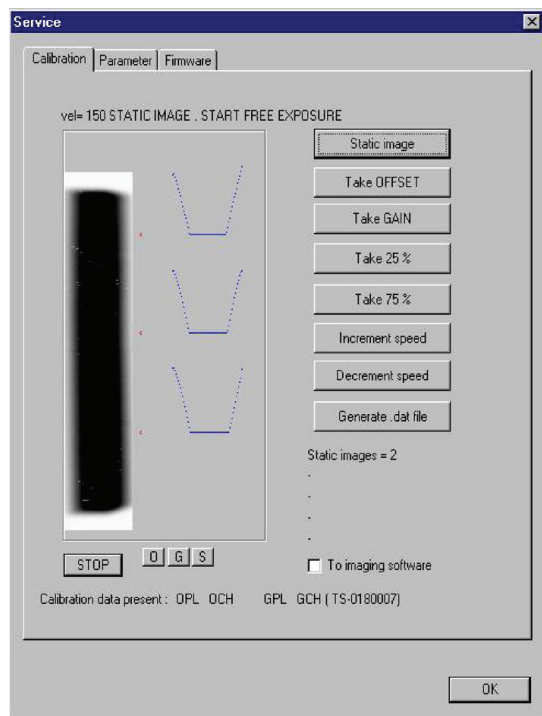 Service
Calibration Parameter Firmware
vel= 150 STATIC IMAGE . START FREE EXPOSURE
Static image
Take OFFSET
Take GAIN
Take 25 %
Take 75 %
Increment speed
Decrement speed
Generate .dat file
Static images = 2
.
.
.
.
STOP O G S
To imaging software
Calibration data present : OPL OCH GPL GCH ( TS-0180007)
OK